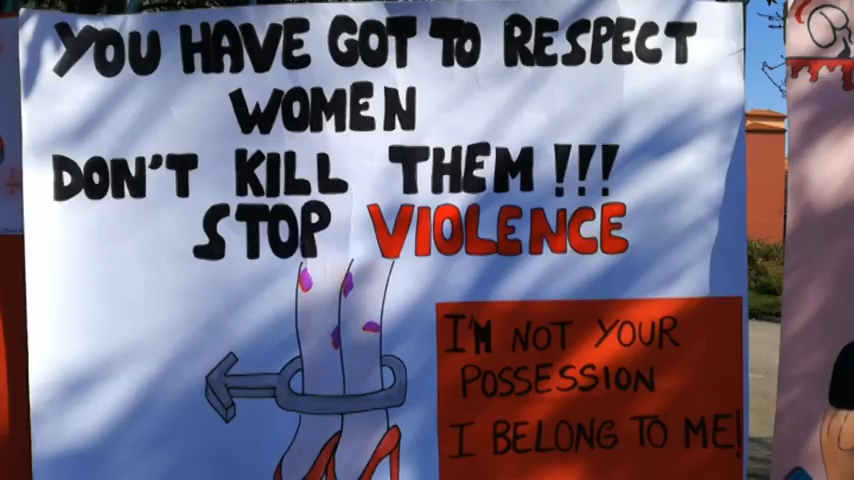 YOU HAVE GOT TO RESPECT
WOMEN
DON'T KILL THEM!!!
STOP VIOLENCE
I'M NOT YOUR
POSSESSION
I BELONG TO ME!